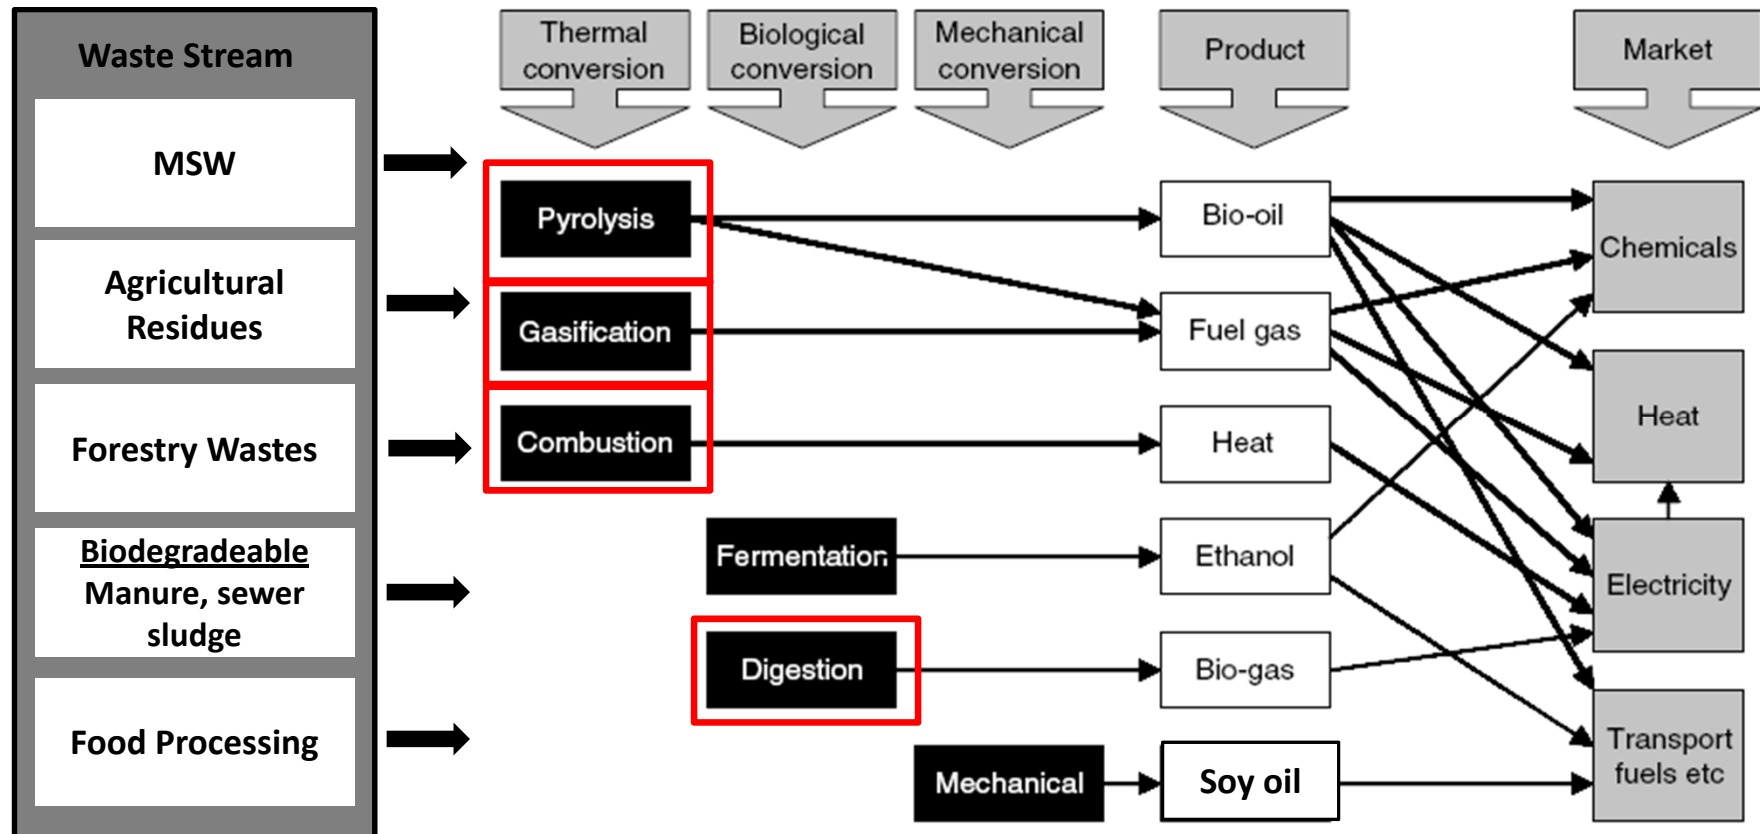 Waste Stream
MSW
Agricultural
Residues
Forestry Wastes
Biodegradeable
Manure, sewer
sludge
Food Processing
Thermal
conversion
Biological
conversion
Mechanical
conversion
Product
Market
Pyrolysis
Gasification
Combustion
Fermentation
Digestion
Mechanical
Bio-oil
Fuel gas
Heat
Ethanol
Bio-gas
Soy oil
Chemicals
Heat
Electricity
Transport
fuels etc